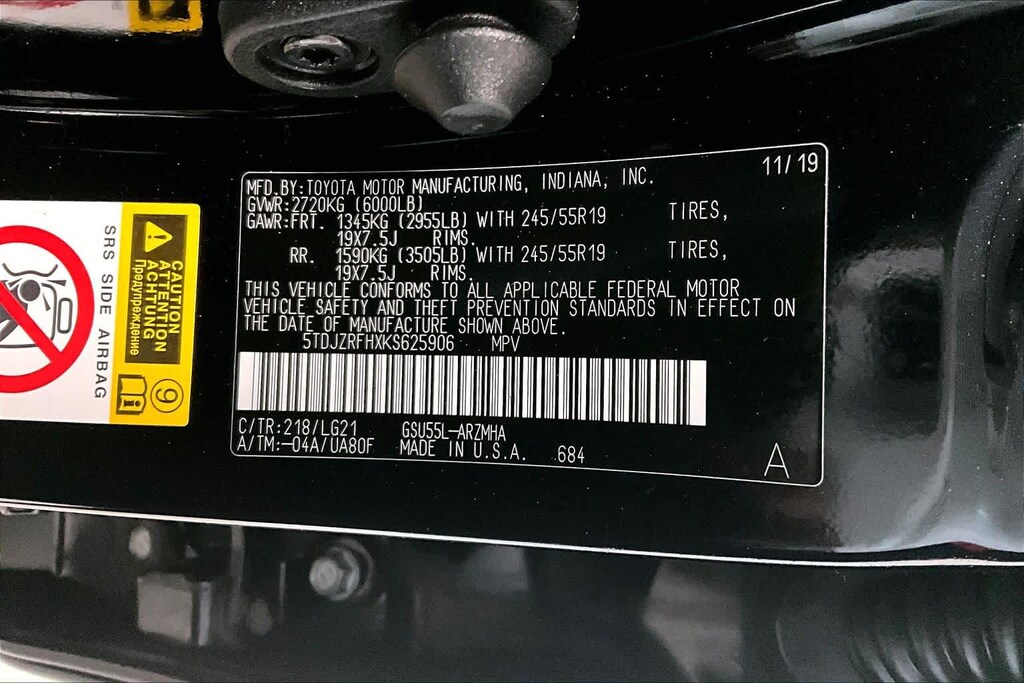 11/19
MFD.BY:TOYOTA MOTOR MANUFACTURING, INDIANA, INC.
GVWR:2720KG (6000LB)
GAWR:FRT. 1345KG (2955LB) WITH 245/55R19 TIRES,
19X7.5J RIMS.
RR. 1590KG (3505LB) WITH 245/55R19 TIRES,
19X7.5J RIMS.
THIS VEHICLE CONFORMS TO ALL APPLICABLE FEDERAL MOTOR
VEHICLE SAFETY AND THEFT PREVENTION STANDARDS IN EFFECT ON
THE DATE OF MANUFACTURE SHOWN ABOVE.
5TDJZRFHXKS625906 MPV
C/TR:218/LG21 GSU55L-ARZMHA
A/TM:-04A/UA80F MADE IN U.S.A. 684
A
CAUTION
ATTENTION
ACHTUNG
Предупреждение
9
SRS SIDE AIRBAG